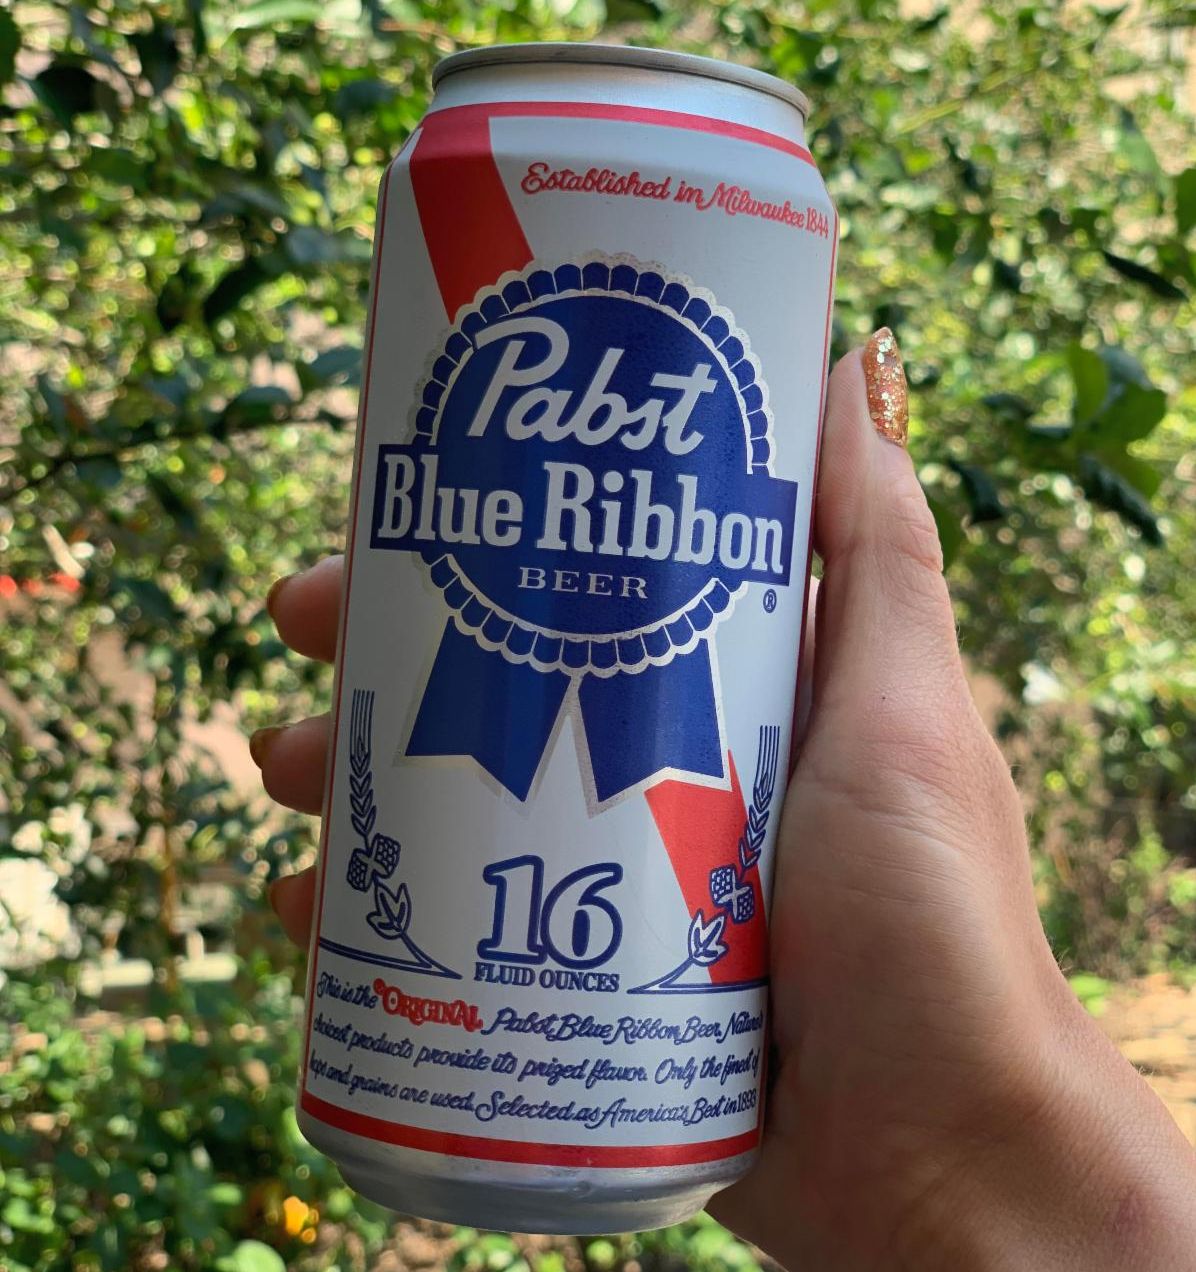 Established in Milwaukee 1844
Pabst
Blue Ribbon
BEER
®
16
FLUID OUNCES
This is the ORIGINAL Pabst Blue Ribbon Beer. Nature's
choicest products provide its prized flavor. Only the finest of
hops and grains are used. Selected as America's Best in 1893